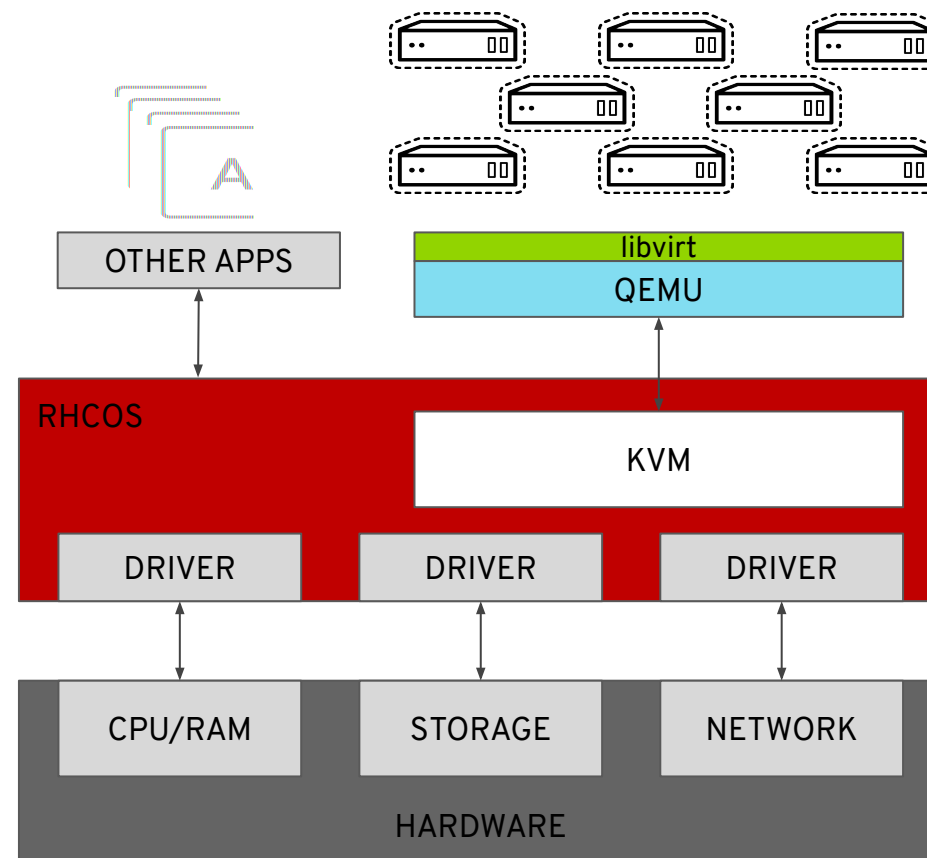 A
OTHER APPS
libvirt
QEMU
RHCOS
KVM
DRIVER
DRIVER
DRIVER
CPU/RAM
STORAGE
NETWORK
HARDWARE